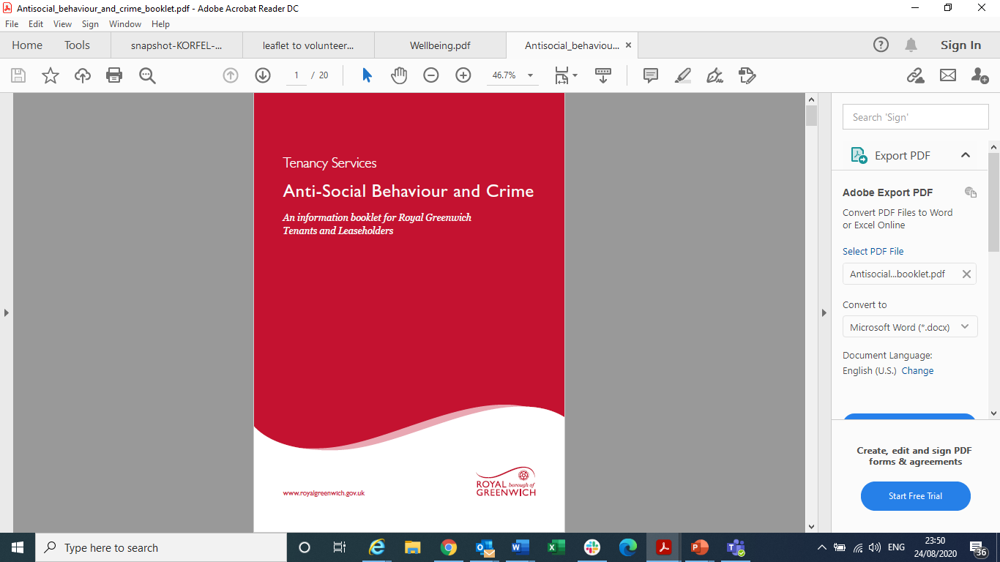 Antisocial_behaviour_and_crime_booklet.pdf - Adobe Acrobat Reader DC
File Edit View Sign Window Help
Home Tools snapshot-KORFEL-... leaflet to volunteer... Wellbeing.pdf Antisocial_behaviou... × Sign In
1 / 20 46.7%
Tenancy Services
Anti-Social Behaviour and Crime
An information booklet for Royal Greenwich
Tenants and Leaseholders
www.royalgreenwich.gov.uk
ROYAL borough of
GREENWICH
Search 'Sign'
Export PDF
Adobe Export PDF
Convert PDF Files to Word
or Excel Online
Select PDF File
Antisocial...booklet.pdf
Convert to
Microsoft Word (*.docx)
Document Language:
English (U.S.) Change
Create, edit and sign PDF
forms & agreements
Start Free Trial
Type here to search
ENG
23:50
24/08/2020
36